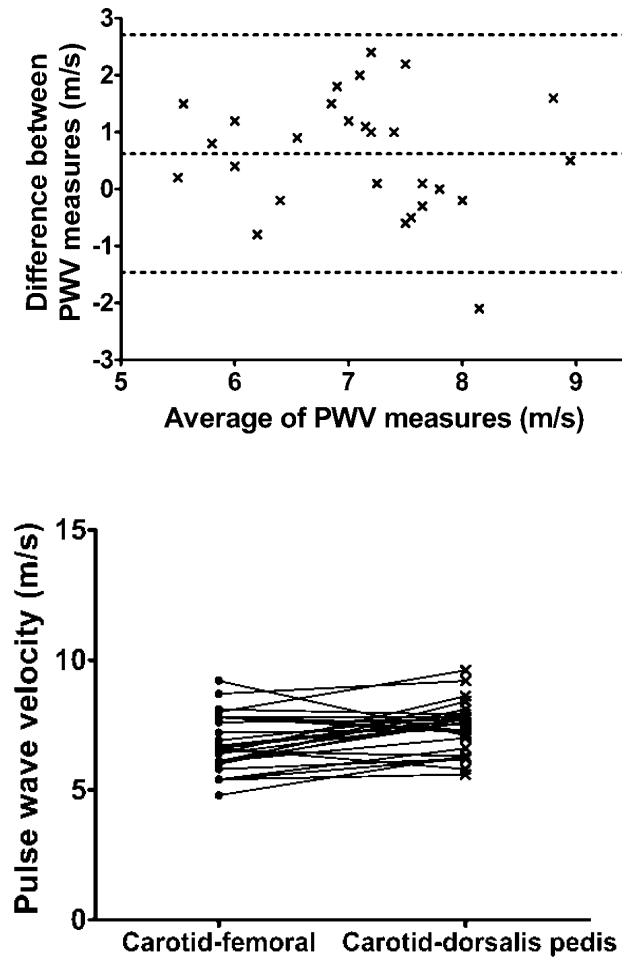 Difference between
PWV measures (m/s)
3
2
1
0
-1
-2
-3
5 6 7 8 9
Average of PWV measures (m/s)
Pulse wave velocity (m/s)
15
10
5
0
Carotid-femoral Carotid-dorsalis pedis